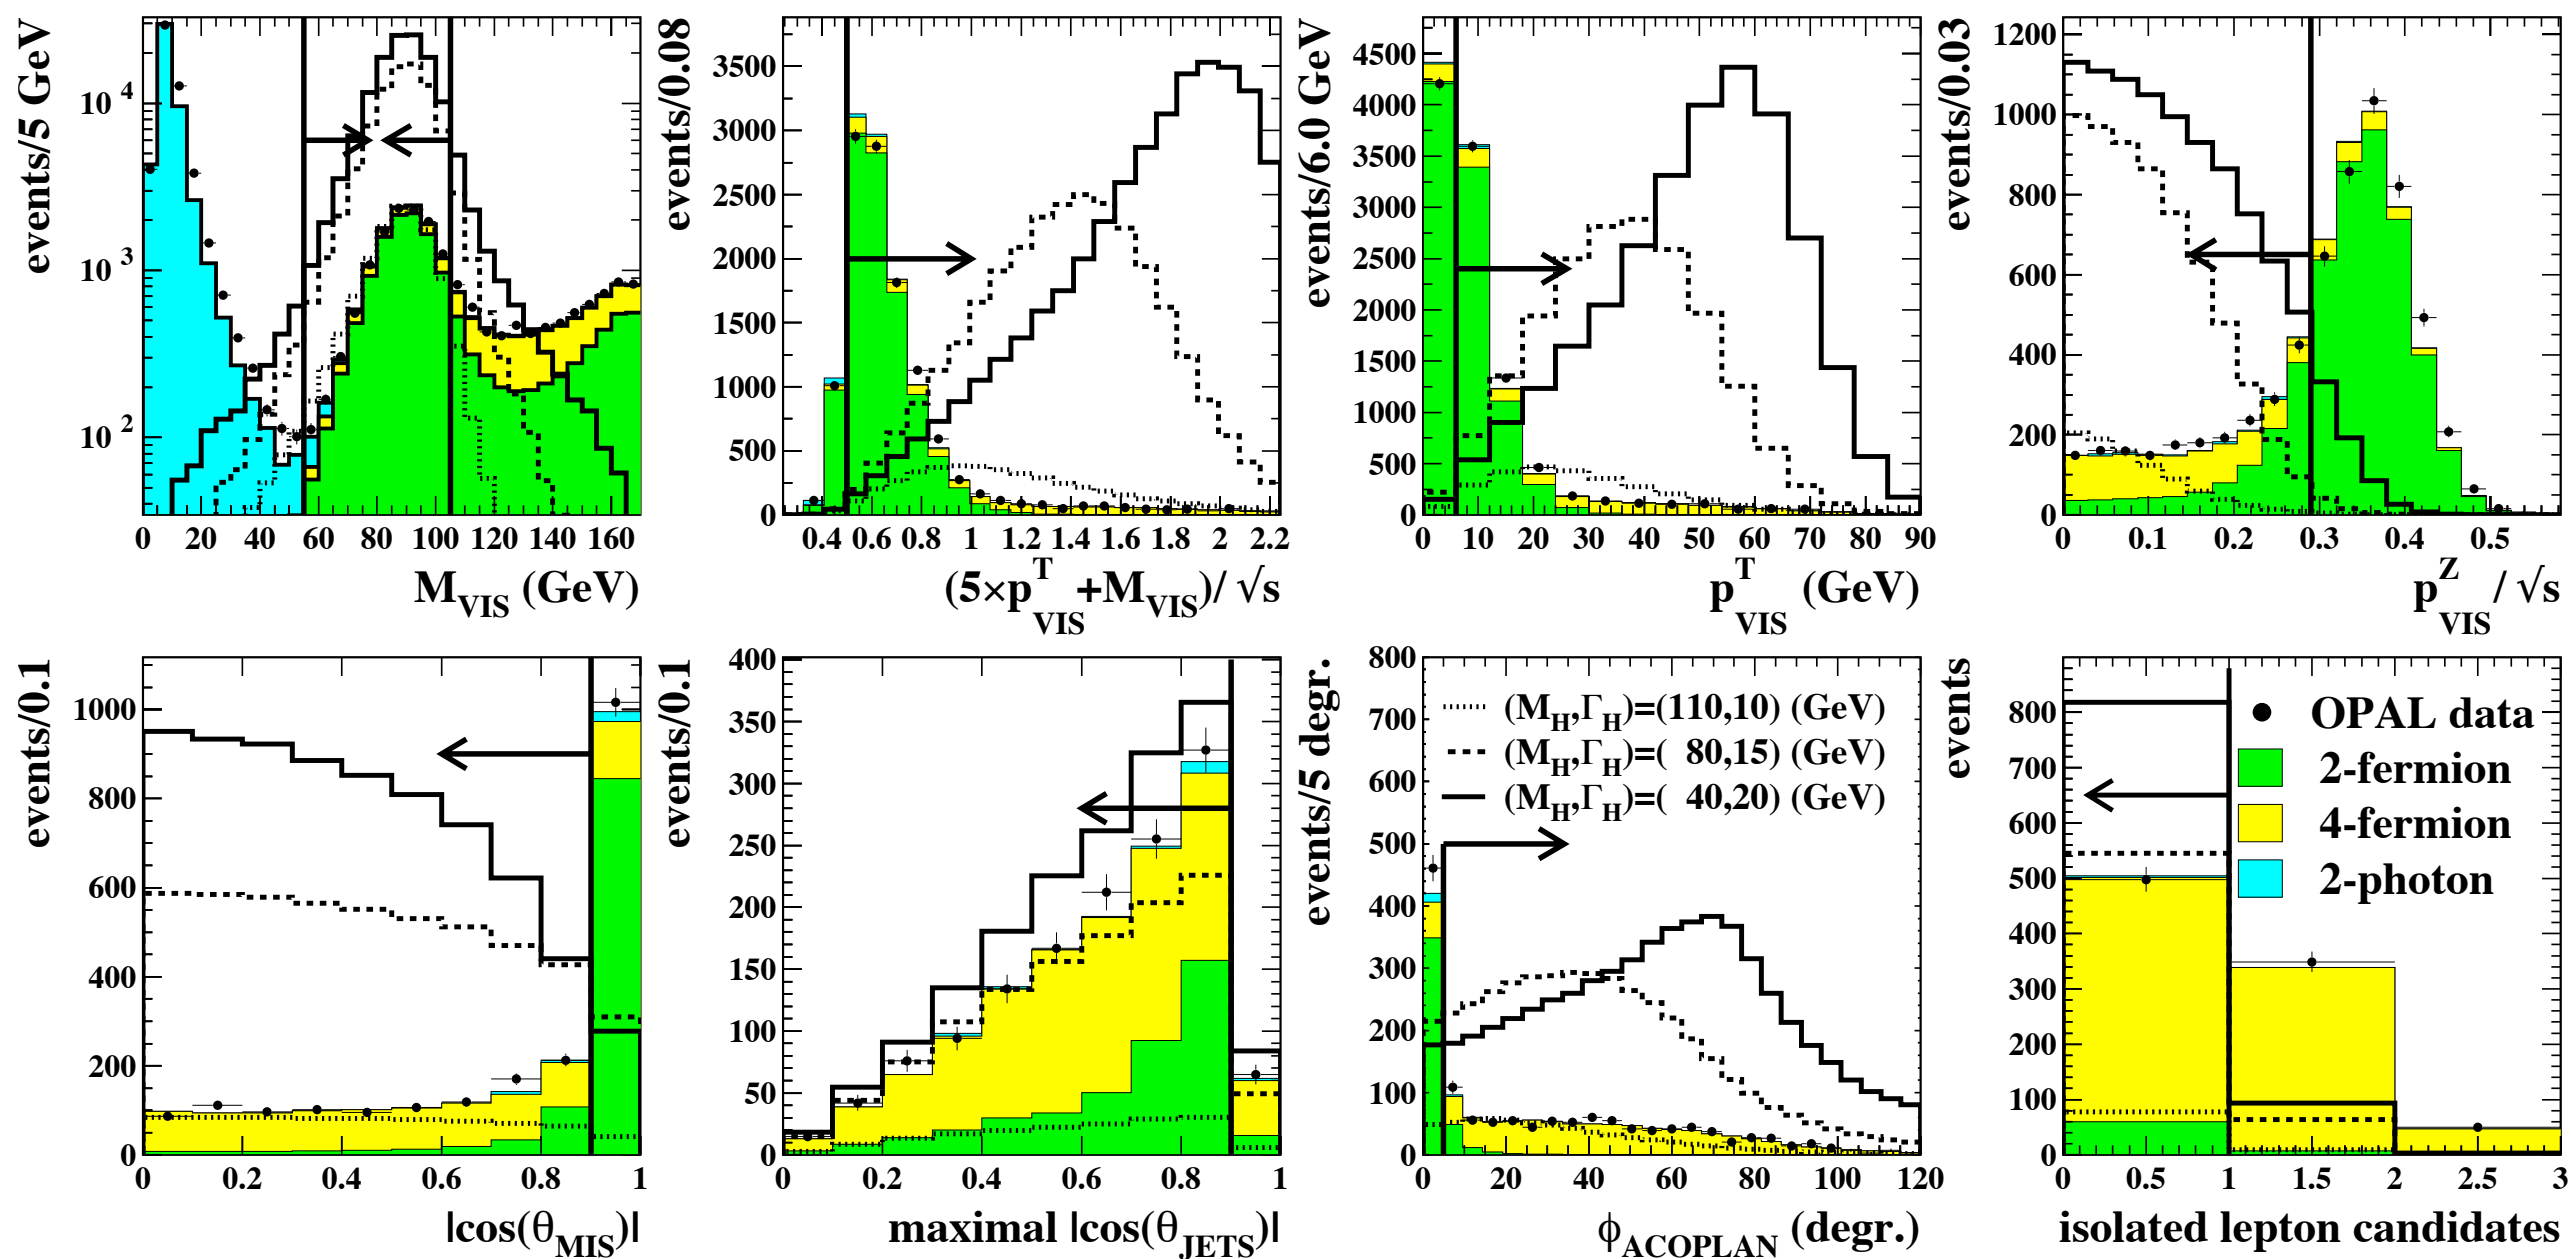 events/5 GeV
10^4
10^3
10^2
0 20 40 60 80 100 120 140 160
M_VIS (GeV)
events/0.08
3500
3000
2500
2000
1500
1000
500
0
0.4 0.6 0.8 1 1.2 1.4 1.6 1.8 2 2.2
(5×p^T_VIS +M_VIS)/ √s
events/6.0 GeV
4500
4000
3500
3000
2500
2000
1500
1000
500
0
0 10 20 30 40 50 60 70 80 90
p^T_VIS (GeV)
events/0.03
1200
1000
800
600
400
200
0
0 0.1 0.2 0.3 0.4 0.5
p^Z_VIS / √s
events/0.1
1000
800
600
400
200
0
0 0.2 0.4 0.6 0.8 1
|cos(θ_MIS)|
events/0.1
400
350
300
250
200
150
100
50
0
0 0.2 0.4 0.6 0.8 1
maximal |cos(θ_JETS)|
events/5 degr.
800
700
600
500
400
300
200
100
0
(M_H,Γ_H)=(110,10) (GeV)
(M_H,Γ_H)=( 80,15) (GeV)
(M_H,Γ_H)=( 40,20) (GeV)
0 20 40 60 80 100 120
ϕ_ACOPLAN (degr.)
events
800
700
600
500
400
300
200
100
0
OPAL data
2-fermion
4-fermion
2-photon
0 0.5 1 1.5 2 2.5 3
isolated lepton candidates